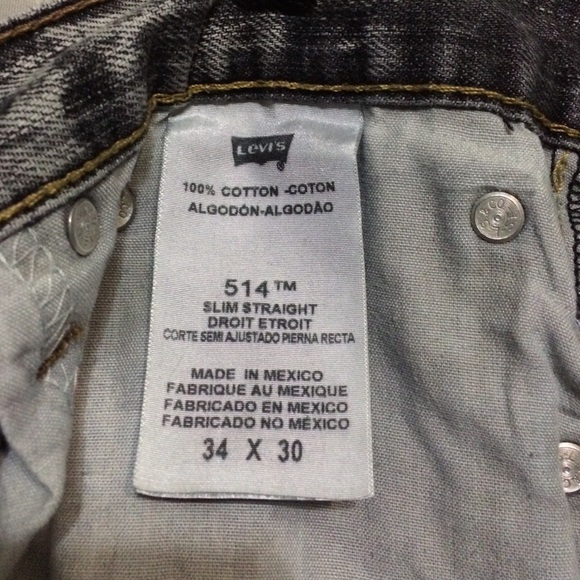 Levi's
100% COTTON -COTON
ALGODÓN-ALGODÃO
514™
SLIM STRAIGHT
DROIT ETROIT
CORTE SEMI AJUSTADO PIERNA RECTA
MADE IN MEXICO
FABRIQUE AU MEXIQUE
FABRICADO EN MEXICO
FABRICADO NO MÉXICO
34 X 30